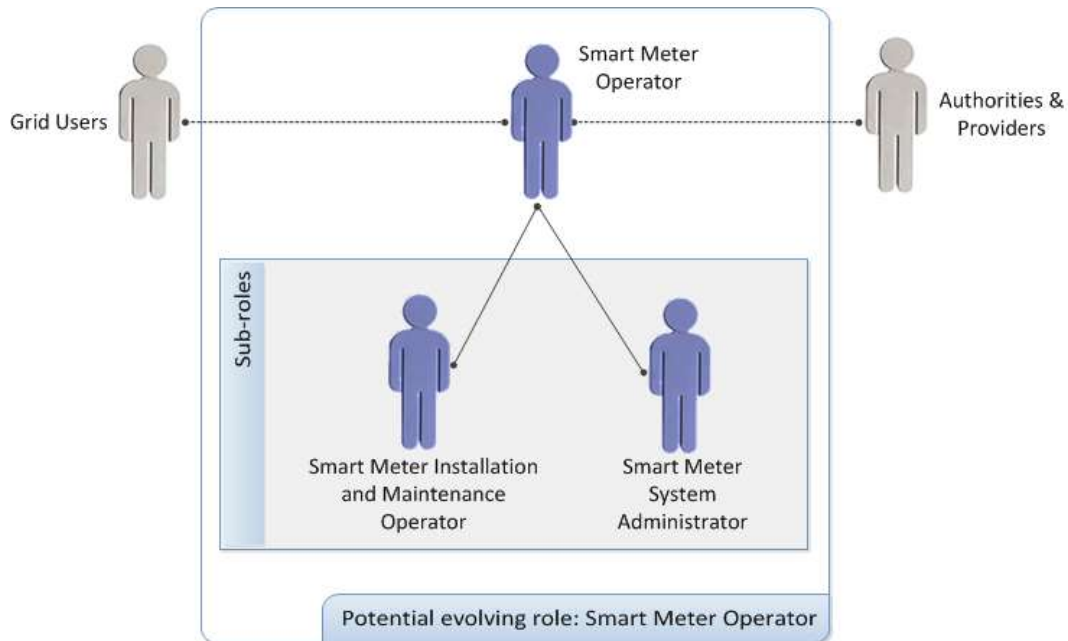 Smart Meter
Operator
Grid Users
Authorities &
Providers
Sub-roles
Smart Meter Installation
and Maintenance
Operator
Smart Meter
System
Administrator
Potential evolving role: Smart Meter Operator